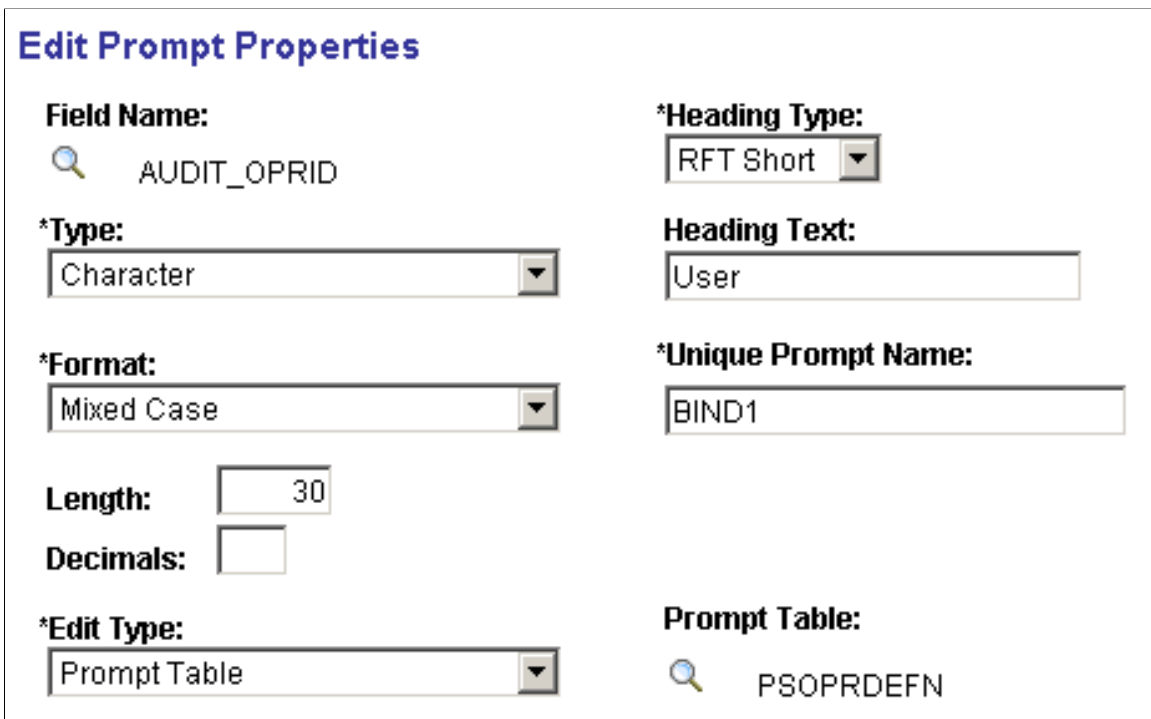 Edit Prompt Properties
Field Name:
AUDIT_OPRID
*Heading Type:
RFT Short
*Type:
Character
Heading Text:
User
*Format:
Mixed Case
*Unique Prompt Name:
BIND1
Length:
30
Decimals:
*Edit Type:
Prompt Table
Prompt Table:
PSOPRDEFN